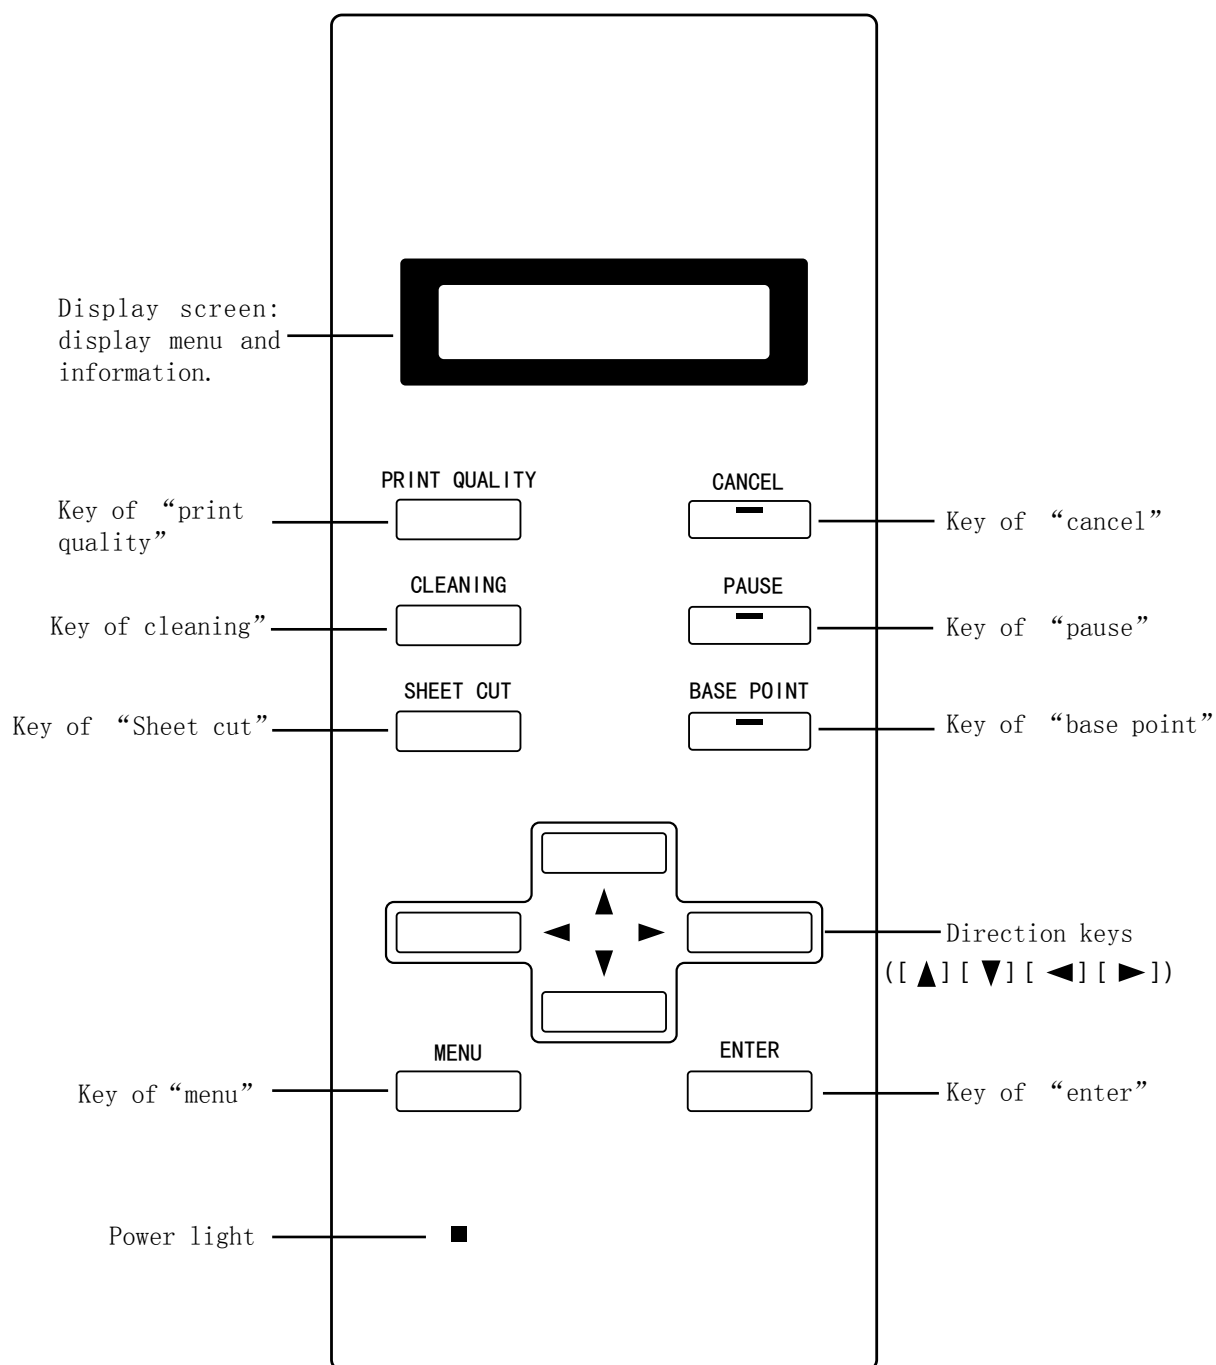 Display screen:
display menu and
information.
PRINT QUALITY
CANCEL
Key of “print
quality”
Key of “cancel”
CLEANING
PAUSE
Key of cleaning”
Key of “pause”
SHEET CUT
BASE POINT
Key of “Sheet cut”
Key of “base point”
Direction keys
([▲][▼][◄][►])
MENU
ENTER
Key of“menu”
Key of “enter”
Power light